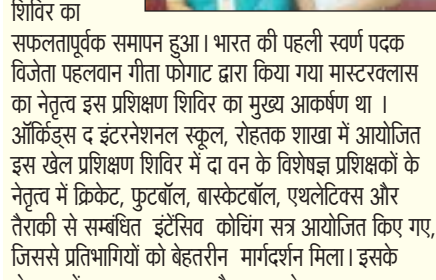 शिविर का
सफलतापूर्वक समापन हुआ। भारत की पहली स्वर्ण पदक
विजेता पहलवान गीता फोगाट द्वारा किया गया मास्टरक्लास
का नेतृत्व इस प्रशिक्षण शिविर का मुख्य आकर्षण था ।
ऑर्किड्स द इंटरनेशनल स्कूल, रोहतक शाखा में आयोजित
इस खेल प्रशिक्षण शिविर में दा वन के विशेषज्ञ प्रशिक्षकों के
नेतृत्व में क्रिकेट, फुटबॉल, बास्केटबॉल, एथलेटिक्स और
तैराकी से सम्बंधित इंटेंसिव कोचिंग सत्र आयोजित किए गए,
जिससे प्रतिभागियों को बेहतरीन मार्गदर्शन मिला। इसके